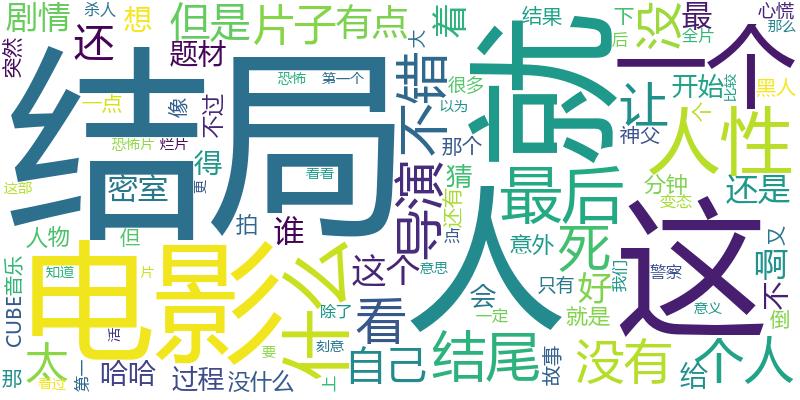 剧情
想
但是
片子
有点
着
结果
下
没
最
心慌
杀人
大
后
全片
那么
突然
还
题材
恐怖
第一个
不错
很多
就
一个
开始
黑人
比较
结局
一点
像
不过
以为
让
个
恐怖片
烂片
那个
神父
人性
这部
密室
得
更
看看
导演
猜
最后
还是
分钟
变态
人物
但
拍
谁
还有
沾
人
意外
死
这
啊
又
音乐
电影
知道
片
什么
这个
意思
会
只有
好
我们
警察
不
CUBE
活
除了
看
一定
就是
意义
倒
那
太
看过
第一
哈哈
过程
没什么
要
上
刻意
自己
结尾
故事
没有
给
个人